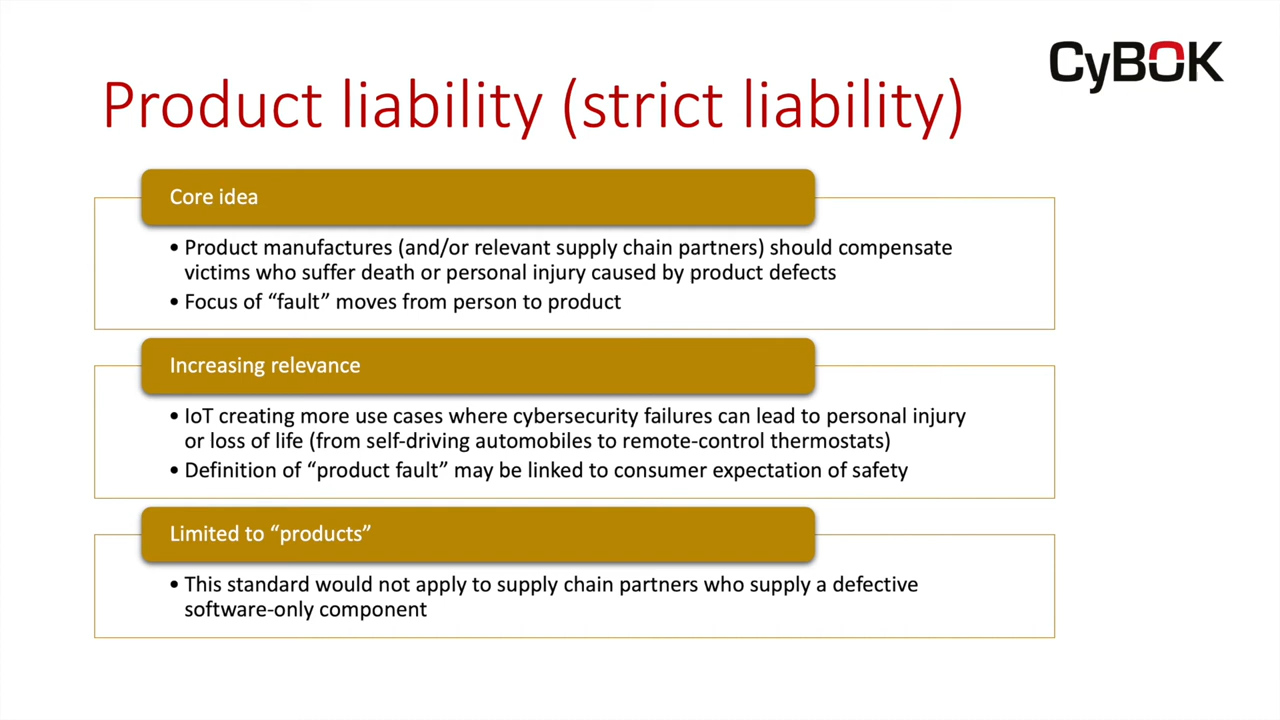 CyBOK
Product liability (strict liability)
Core idea
• Product manufactures (and/or relevant supply chain partners) should compensate
victims who suffer death or personal injury caused by product defects
• Focus of “fault” moves from person to product
Increasing relevance
• IoT creating more use cases where cybersecurity failures can lead to personal injury
or loss of life (from self-driving automobiles to remote-control thermostats)
• Definition of “product fault” may be linked to consumer expectation of safety
Limited to “products”
• This standard would not apply to supply chain partners who supply a defective
software-only component